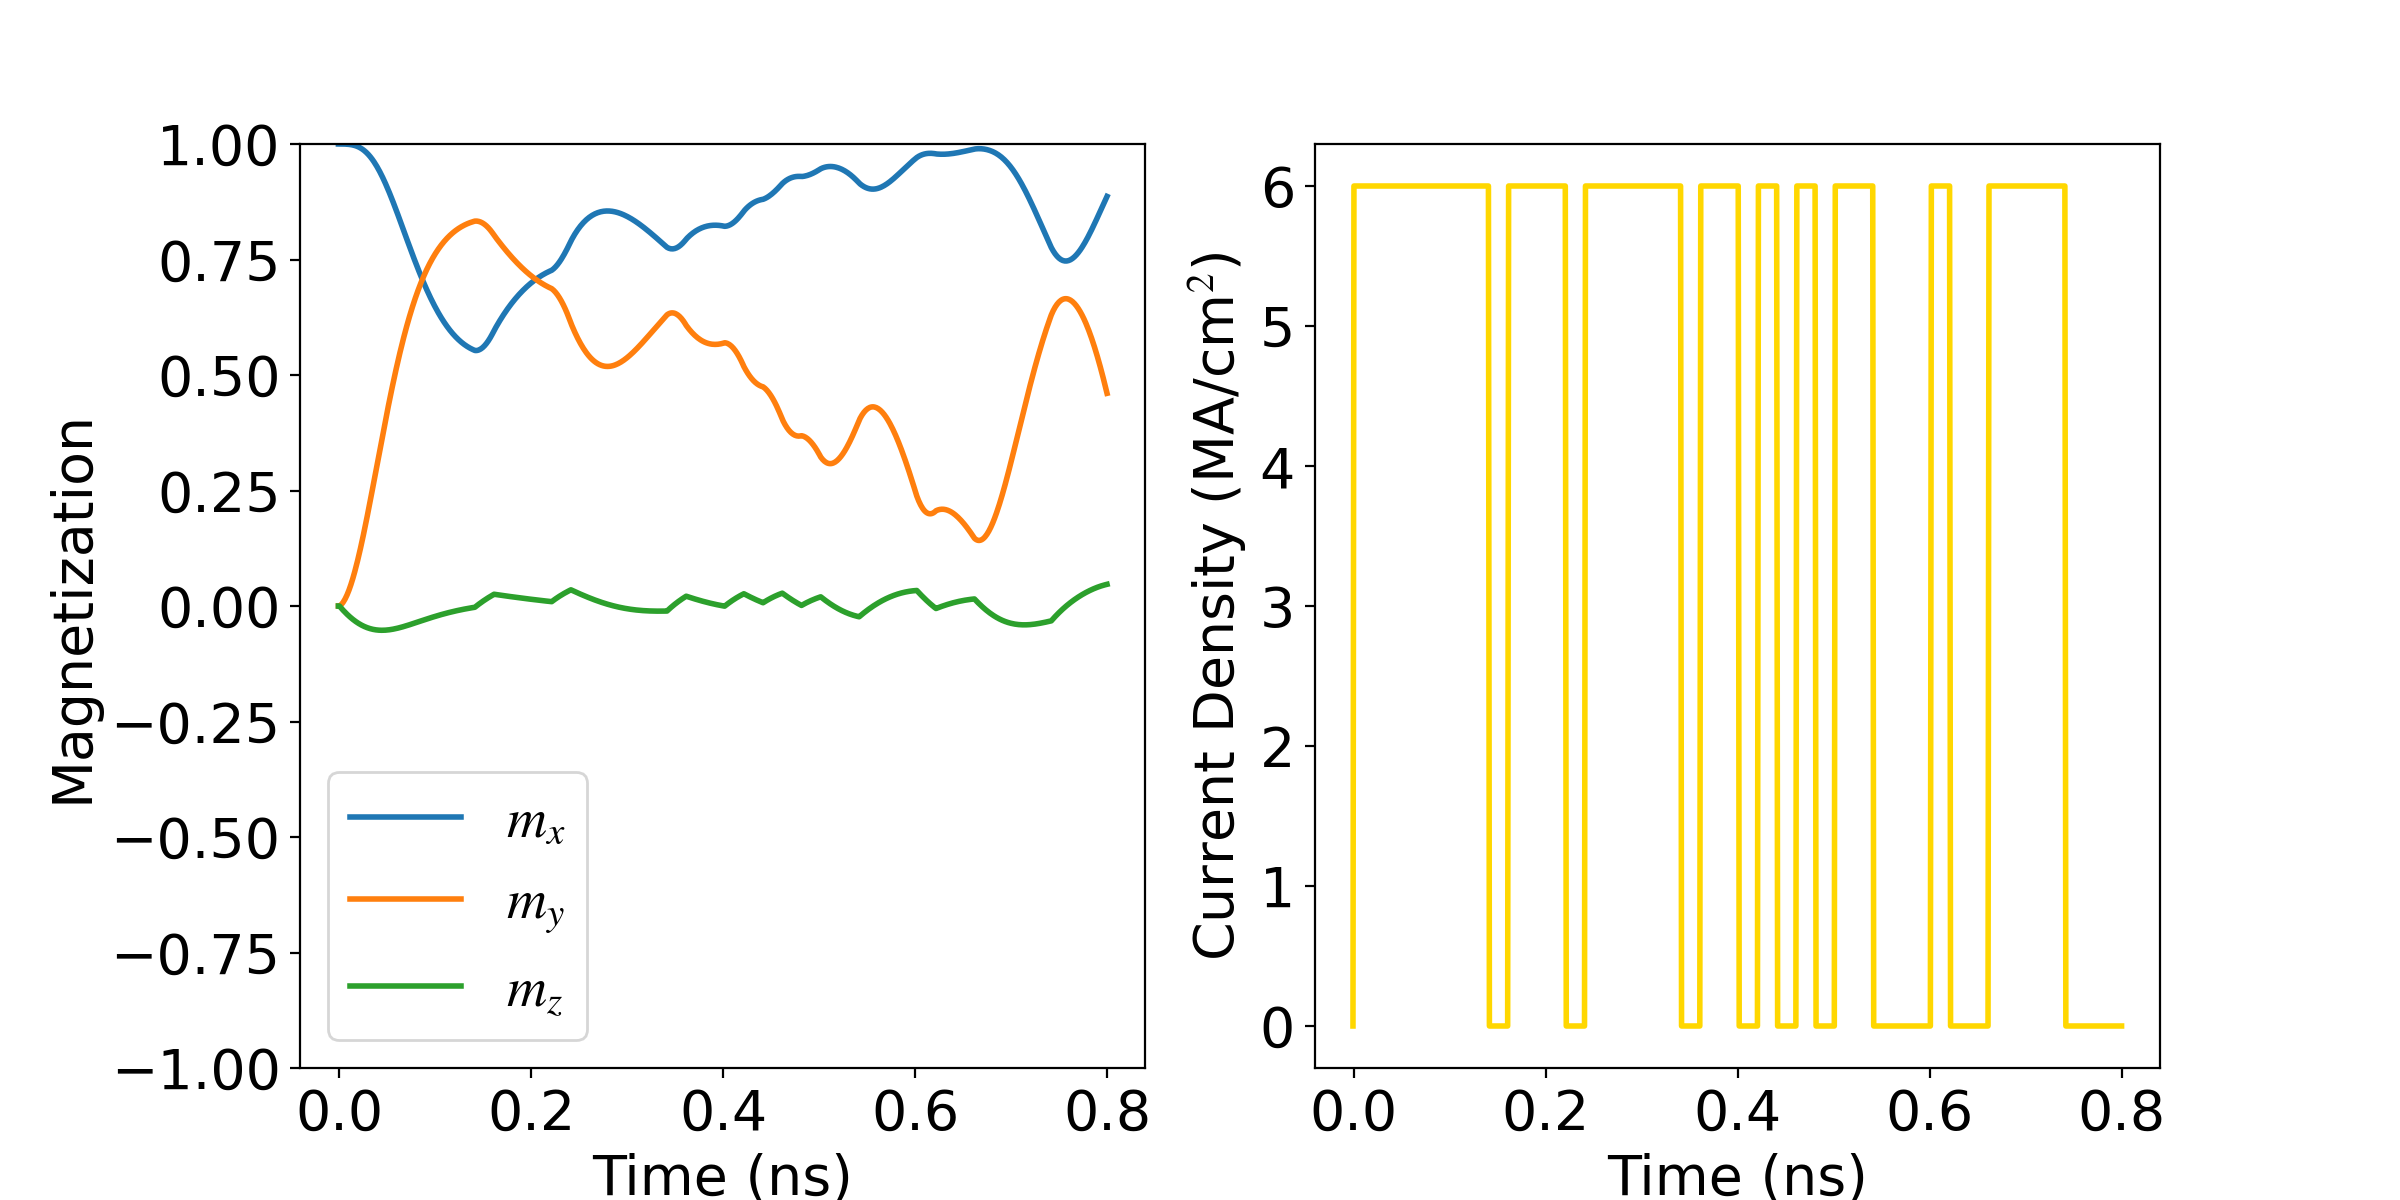 Magnetization
1.00
0.75
0.50
0.25
0.00
−0.25
−0.50
−0.75
−1.00
0.0 0.2 0.4 0.6 0.8
Time (ns)
m_x
m_y
m_z
Current Density (MA/cm²)
6
5
4
3
2
1
0
0.0 0.2 0.4 0.6 0.8
Time (ns)